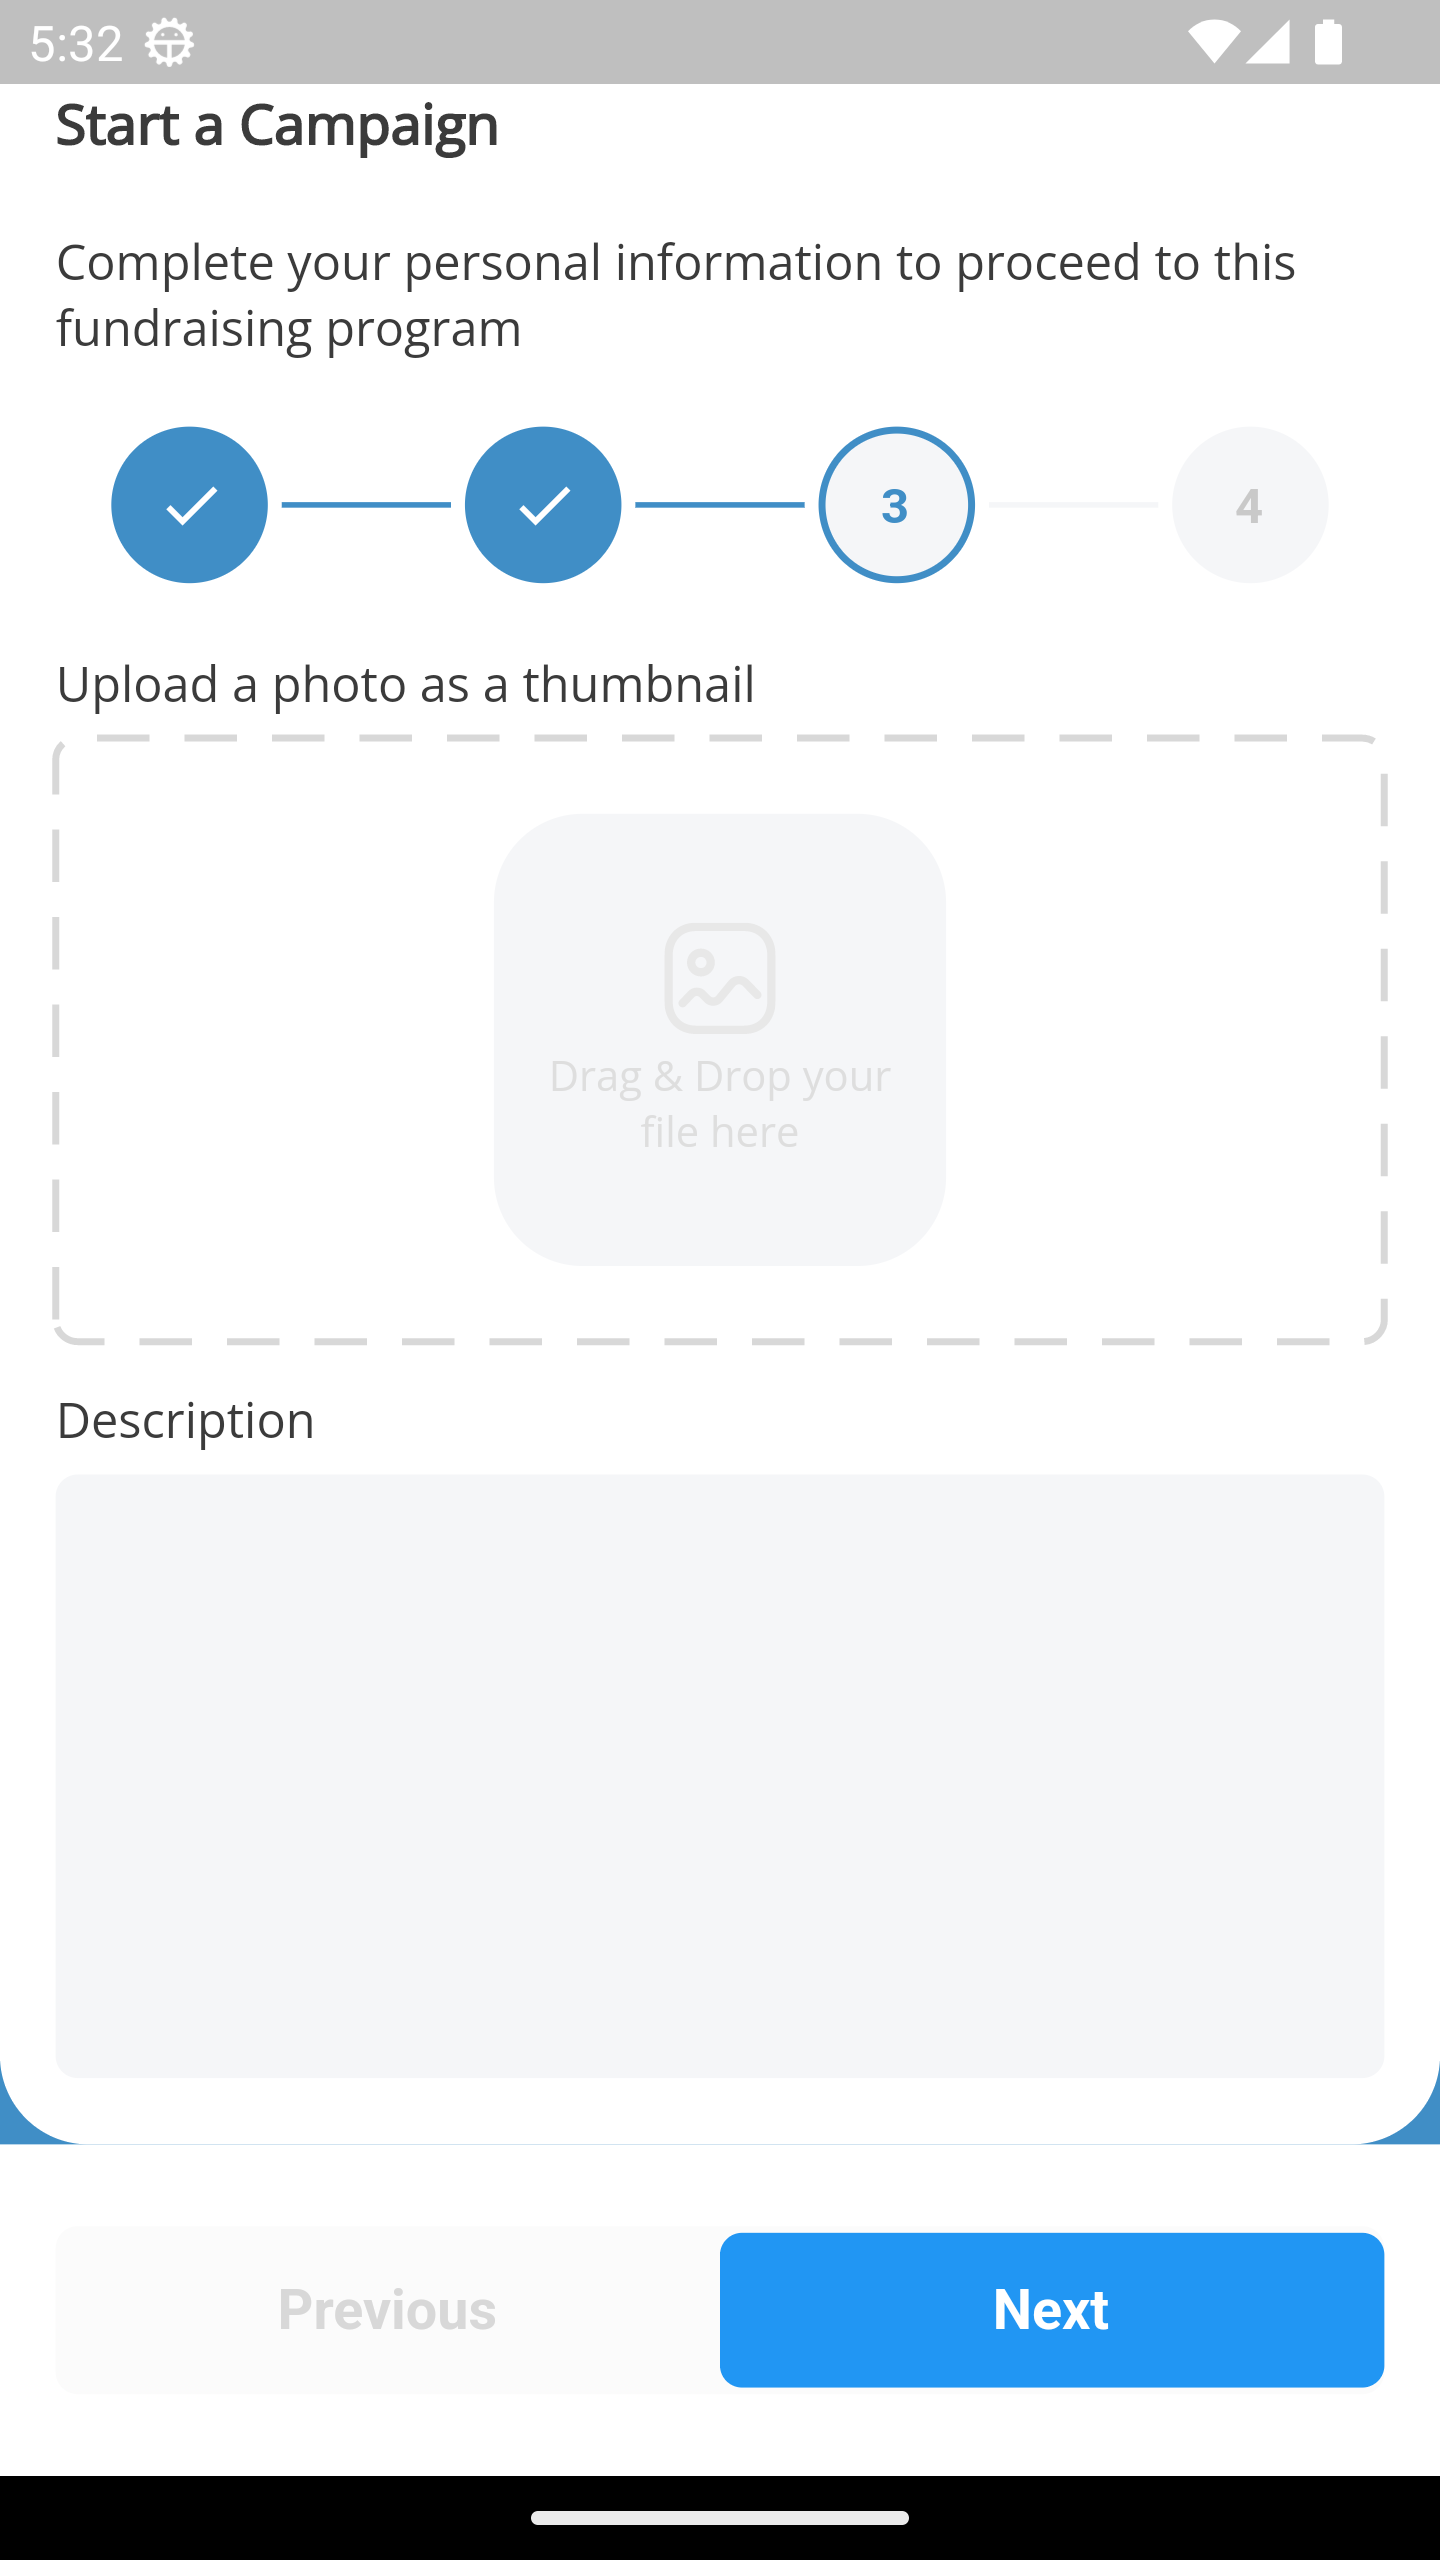 5:32
Start a Campaign
Complete your personal information to proceed to this
fundraising program
3
4
Upload a photo as a thumbnail
Drag & Drop your
file here
Description
Previous
Next